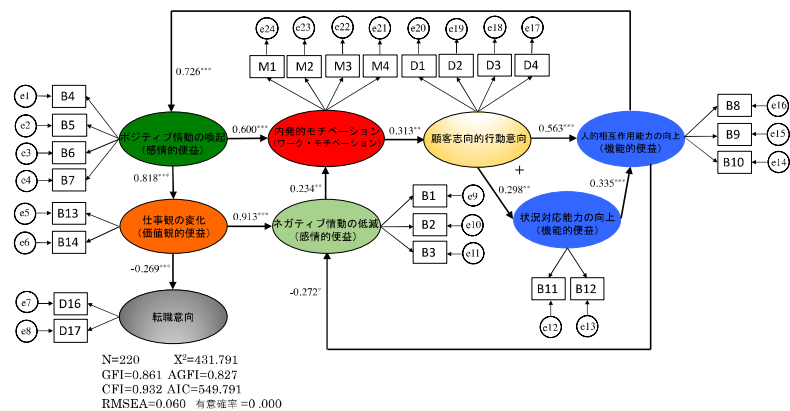 e24
e23
e22
e21
e20
e19
e18
e17
M1
M2
M3
M4
D1
D2
D3
D4
0.726***
e1
B4
e2
B5
e3
B6
e4
B7
ポジティブ情動の喚起
(感情的便益)
0.600***
内発的モチベーション
(ワーク・モチベーション)
0.313**
顧客志向的行動意向
0.563***
人的相互作用能力の向上
(機能的便益)
B8
e16
B9
e15
B10
e14
0.818***
0.234**
+
0.298**
0.335***
e5
B13
e6
B14
仕事観の変化
(価値観的便益)
0.913***
ネガティブ情動の低減
(感情的便益)
B1
e9
B2
e10
B3
e11
状況対応能力の向上
(機能的便益)
-0.269***
-0.272*
B11
B12
e12
e13
e7
D16
e8
D17
転職意向
N=220 X²=431.791
GFI=0.861 AGFI=0.827
CFI=0.932 AIC=549.791
RMSEA=0.060 有意確率 =0 .000